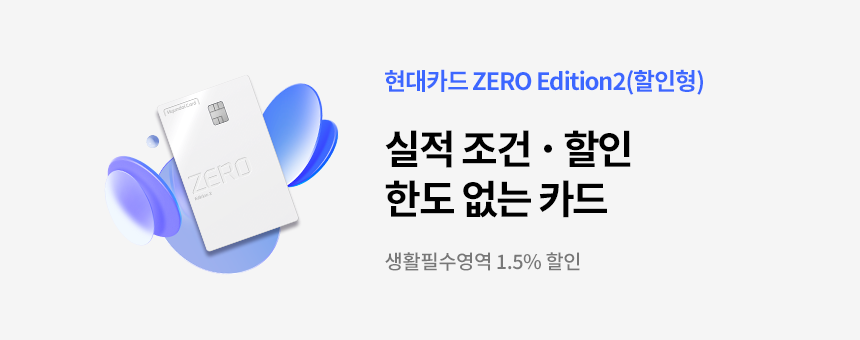 현대카드 ZERO Edition2(할인형)
실적 조건 · 할인
한도 없는 카드
생활필수영역 1.5% 할인
ZERO